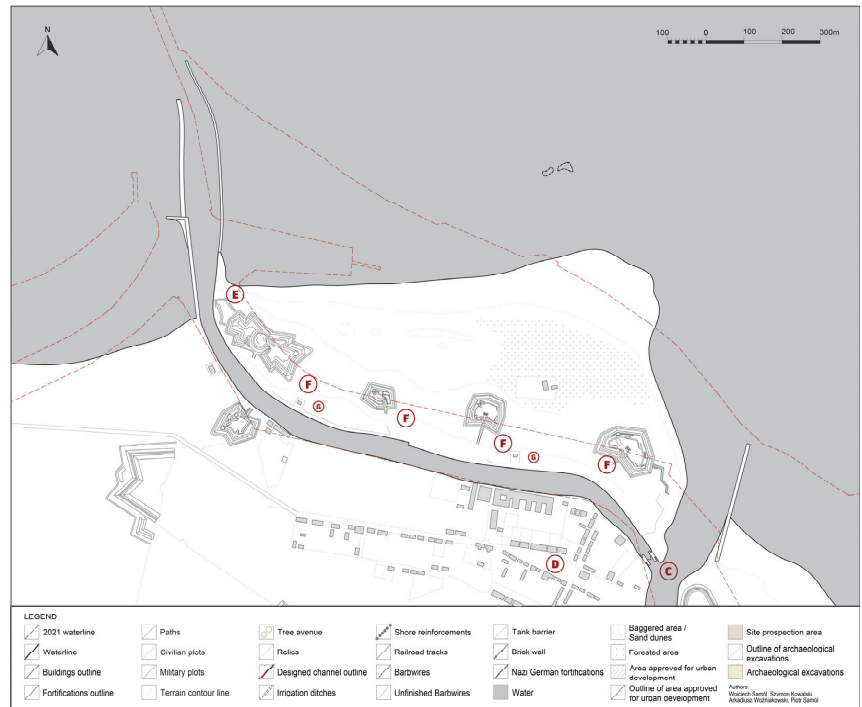 N
100 0 100 200 300m
E
F
G
F
F
G
F
D
C
LEGEND
2021 waterline
Waterline
Buildings outline
Fortifications outline
Paths
Civilian plots
Military plots
Terrain contour line
Tree avenue
Relics
Designed channel outline
Irrigation ditches
Shore reinforcements
Railroad tracks
Barbwires
Unfinished Barbwires
Tank barrier
Brick wall
Nazi German fortifications
Water
Baggered area /
Sand dunes
Forested area
Area approved for urban
development
Outline of area approved
for urban development
Site prospection area
Outline of archaeological
excavations
Archaeological excavations
Authors:
Wojciech Samól, Szymon Kowalski,
Arkadiusz Woźniakowski, Piotr Samól